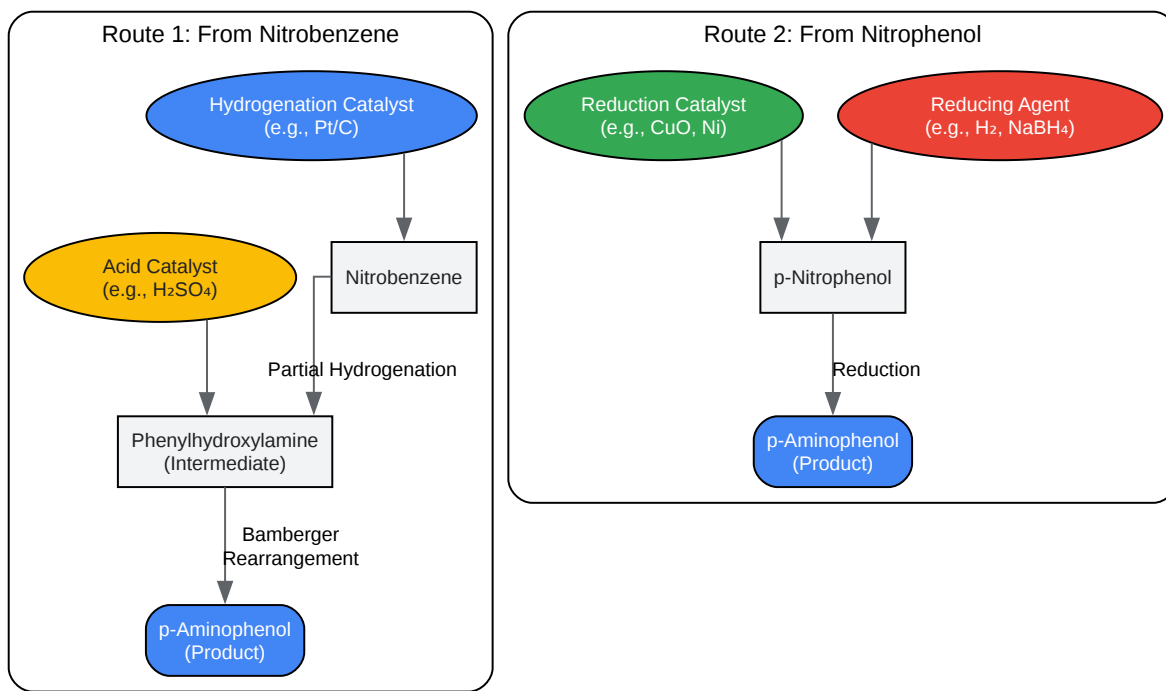 Route 1: From Nitrobenzene
Hydrogenation Catalyst
(e.g., Pt/C)
Acid Catalyst
(e.g., H₂SO₄)
Nitrobenzene
Partial Hydrogenation
Phenylhydroxylamine
(Intermediate)
Bamberger
Rearrangement
p-Aminophenol
(Product)
Route 2: From Nitrophenol
Reduction Catalyst
(e.g., CuO, Ni)
Reducing Agent
(e.g., H₂, NaBH₄)
p-Nitrophenol
Reduction
p-Aminophenol
(Product)